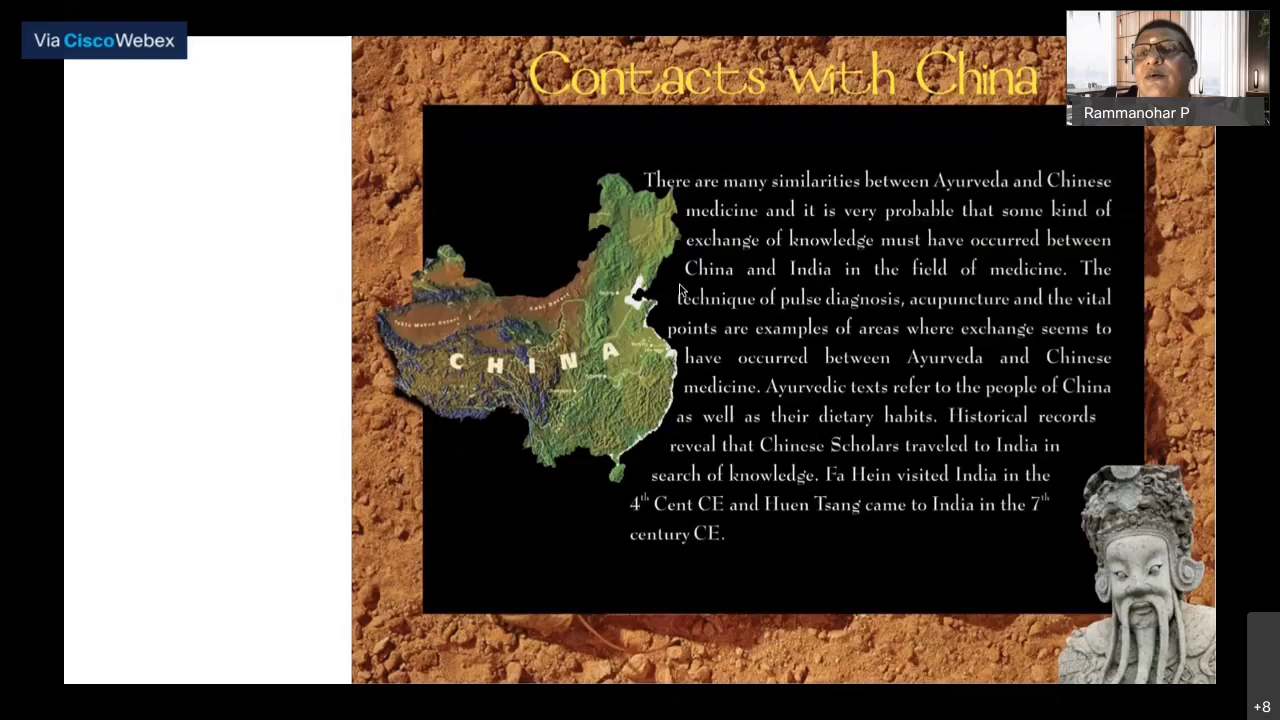 Via Cisco Webex
Contacts with China
Rammanohar P
There are many similarities between Ayurveda and Chinese
medicine and it is very probable that some kind of
exchange of knowledge must have occurred between
China and India in the field of medicine. The
technique of pulse diagnosis, acupuncture and the vital
points are examples of areas where exchange seems to
have occurred between Ayurveda and Chinese
medicine. Ayurvedic texts refer to the people of China
as well as their dietary habits. Historical records
reveal that Chinese Scholars traveled to India in
search of knowledge. Fa Hein visited India in the
4th Cent CE and Huen Tsang came to India in the 7th
century CE.
Gobi Desert
CHINA
+8